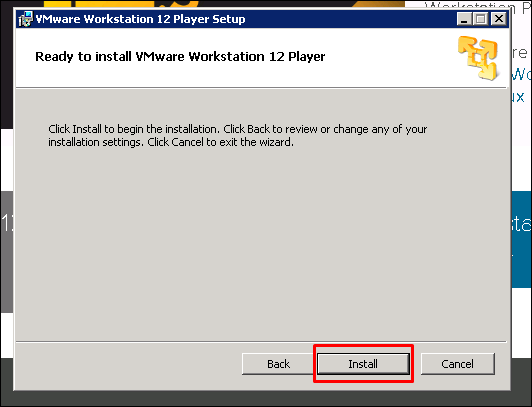 Workstation P
VMware Workstation 12 Player Setup
Ready to install VMware Workstation 12 Player
Click Install to begin the installation. Click Back to review or change any of your
installation settings. Click Cancel to exit the wizard.
Back
Install
Cancel